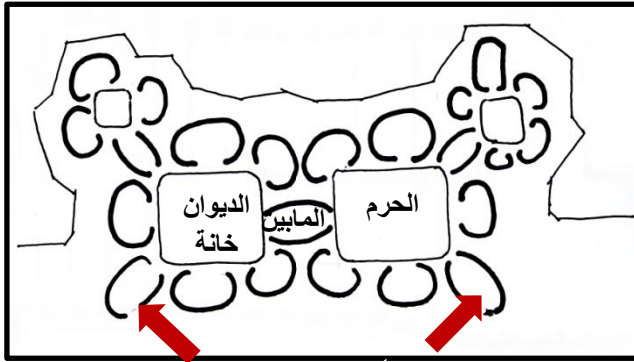 الحرم
المابين
الديوان
خانة